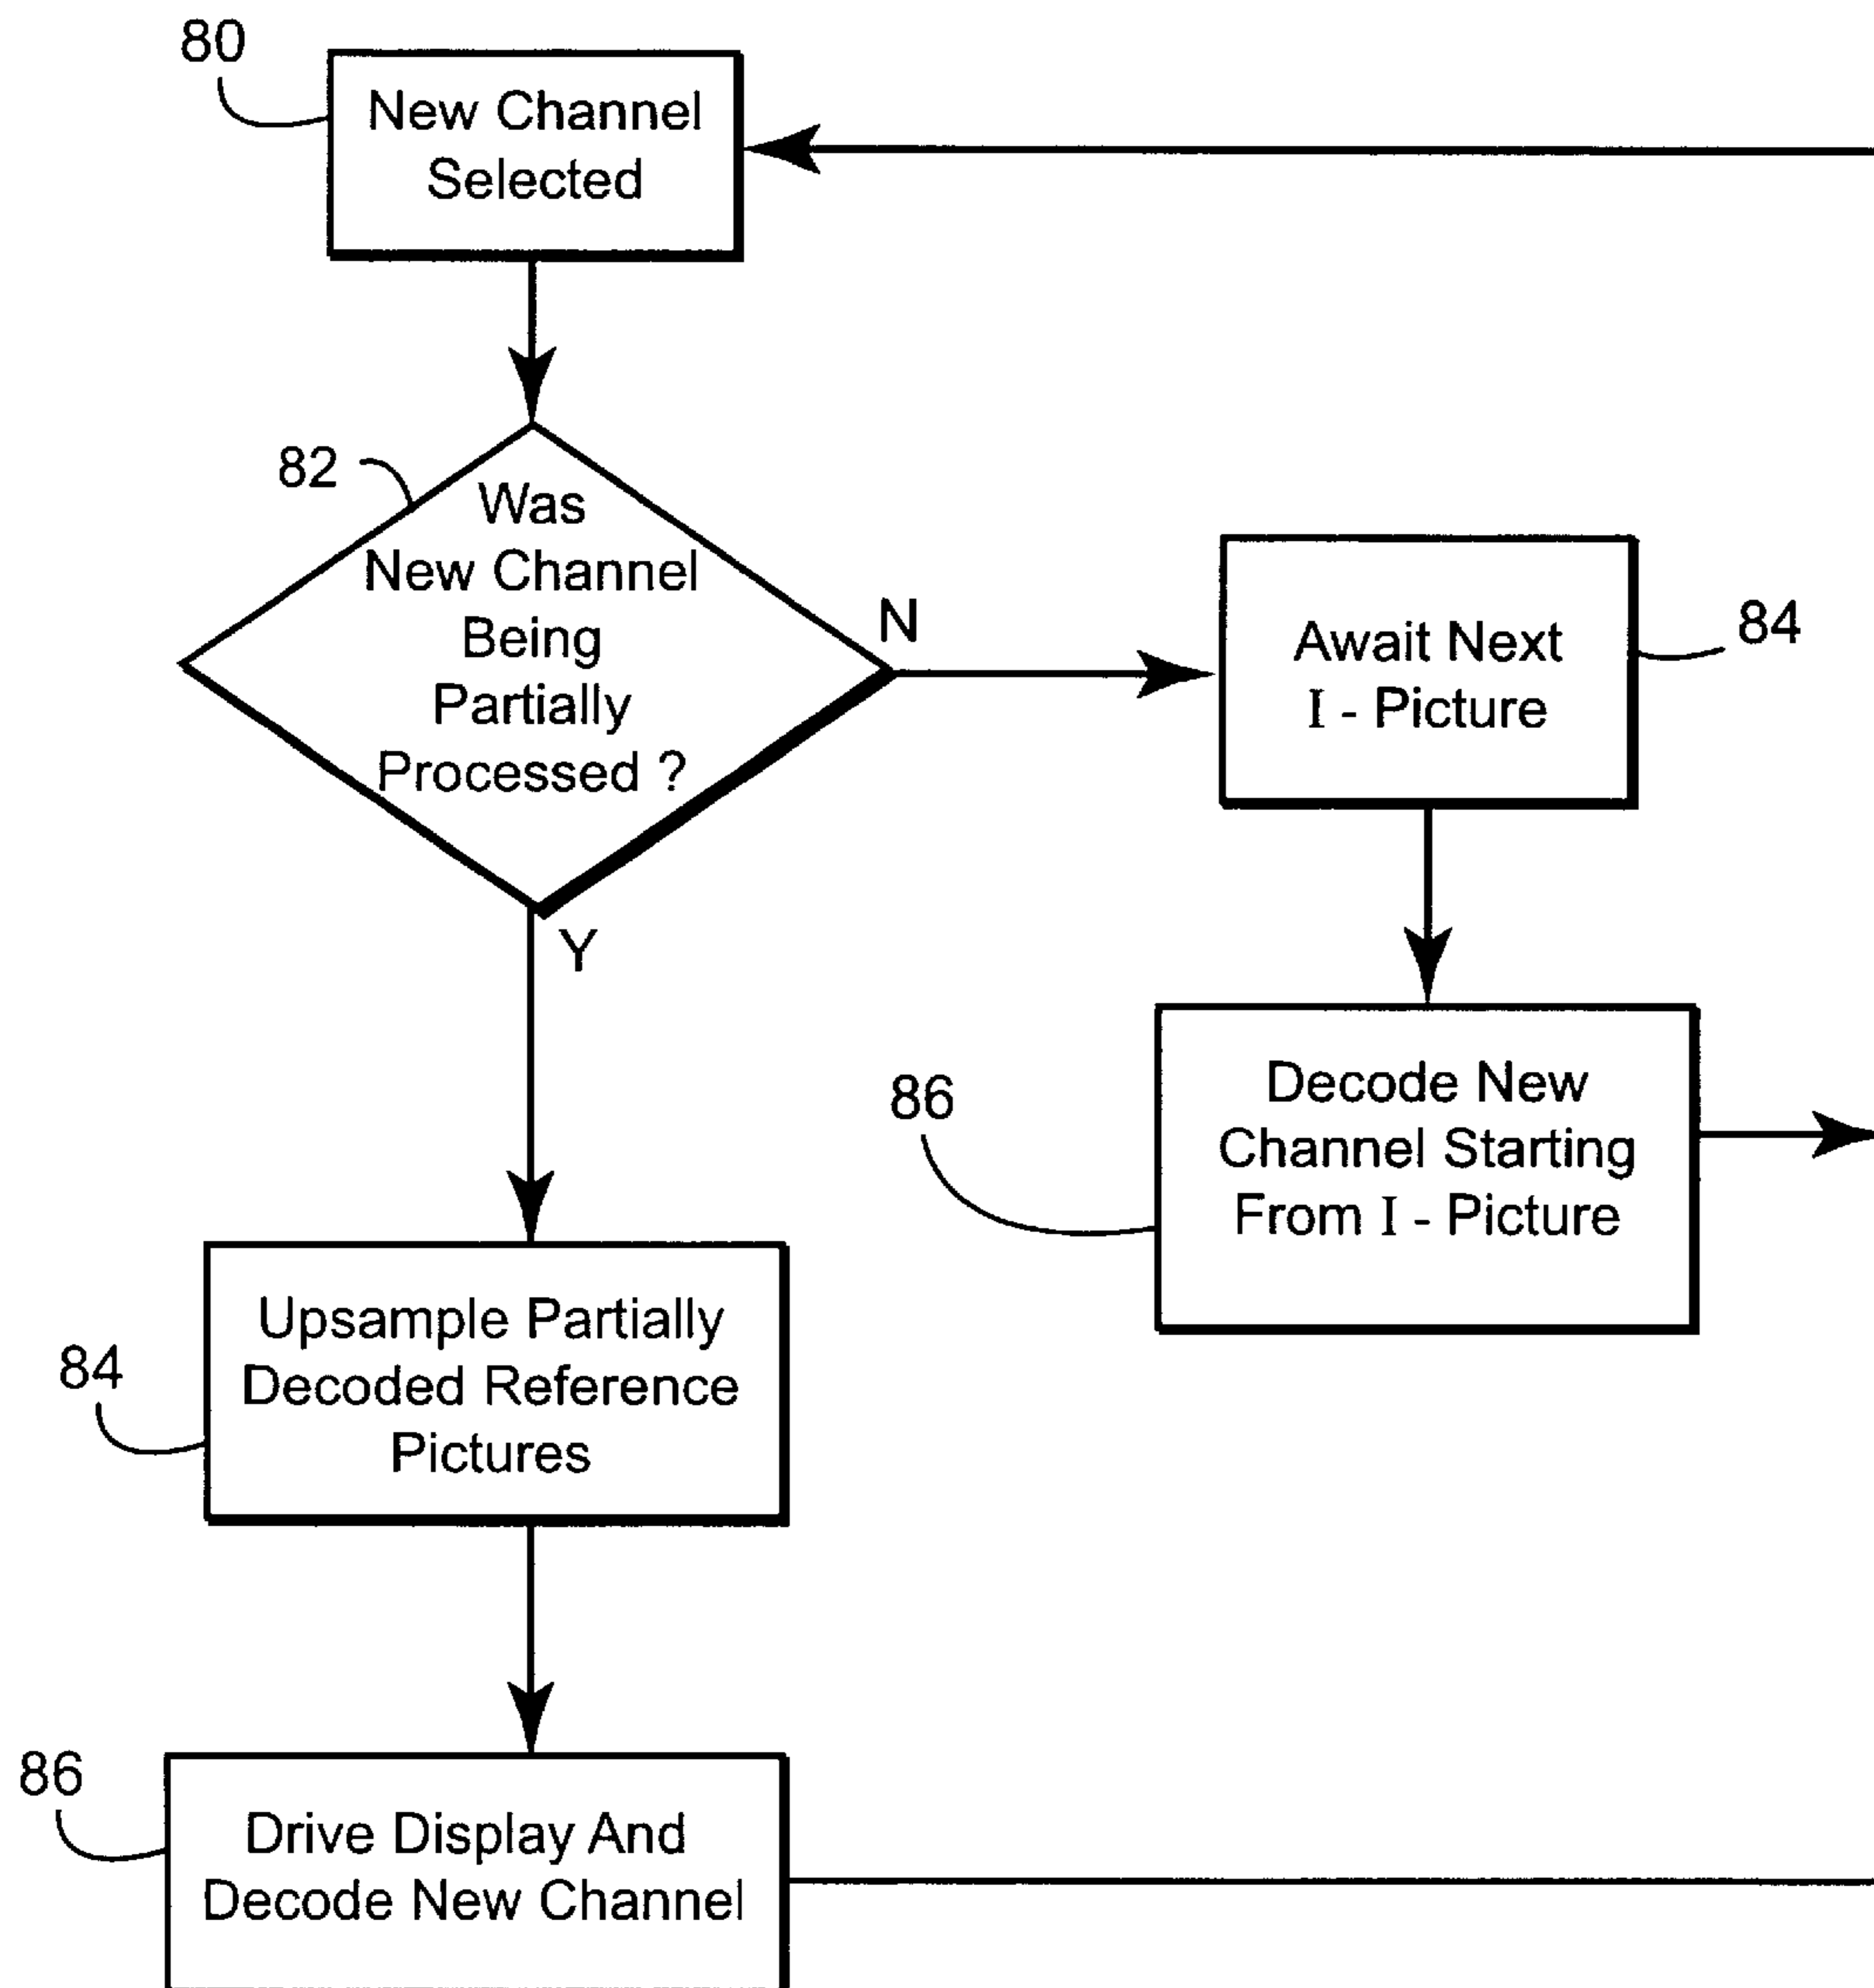 80
New Channel
Selected
82
Was
New Channel
Being
Partially
Processed ?
N
Y
Await Next
I - Picture
84
86
Decode New
Channel Starting
From I - Picture
84
Upsample Partially
Decoded Reference
Pictures
86
Drive Display And
Decode New Channel